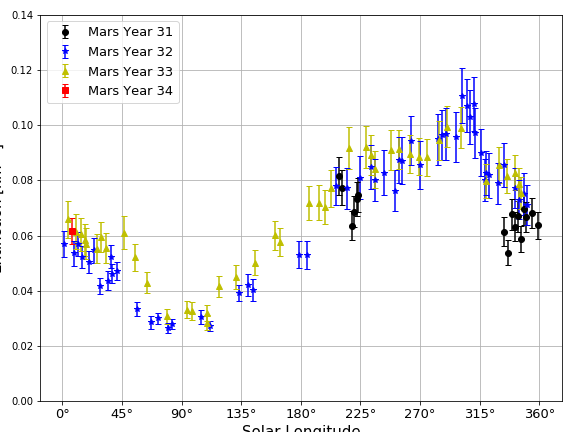 0.14
0.12
0.10
0.08
0.06
0.04
0.02
0.00
Mars Year 31
Mars Year 32
Mars Year 33
Mars Year 34
0° 45° 90° 135° 180° 225° 270° 315° 360°
Solar Longitude